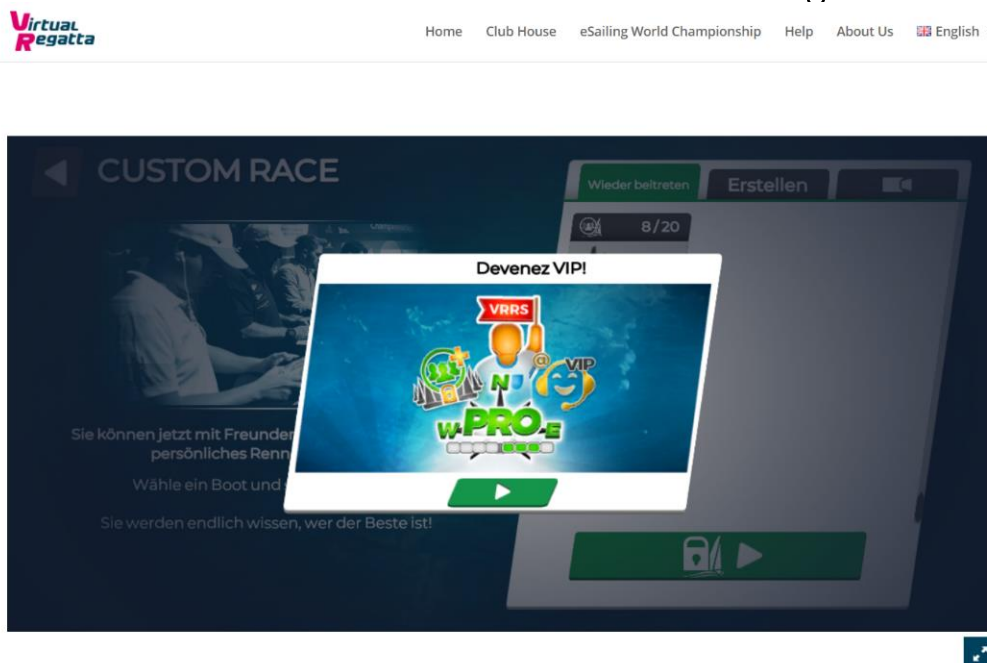 Virtual
Regatta
Home Club House eSailing World Championship Help About Us English
CUSTOM RACE
Wieder beitreten Erstellen
8/20
Devenez VIP!
VRRS
VIP
N
W-PRO-E
Sie können jetzt mit Freunden
persönliches Renn
Wähle ein Boot und
Sie werden endlich wissen, wer der Beste ist!